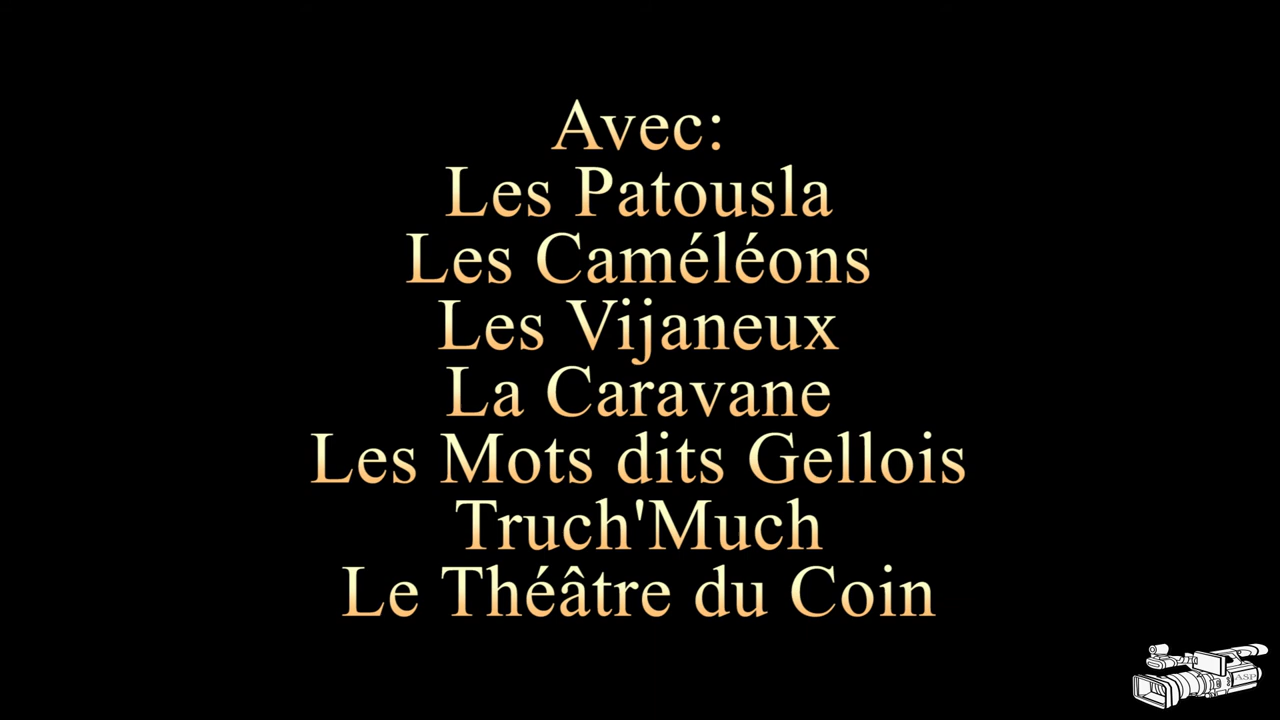 Avec:
Les Patousla
Les Caméléons
Les Vijaneux
La Caravane
Les Mots dits Gellois
Truch'Much
Le Théâtre du Coin
ASP